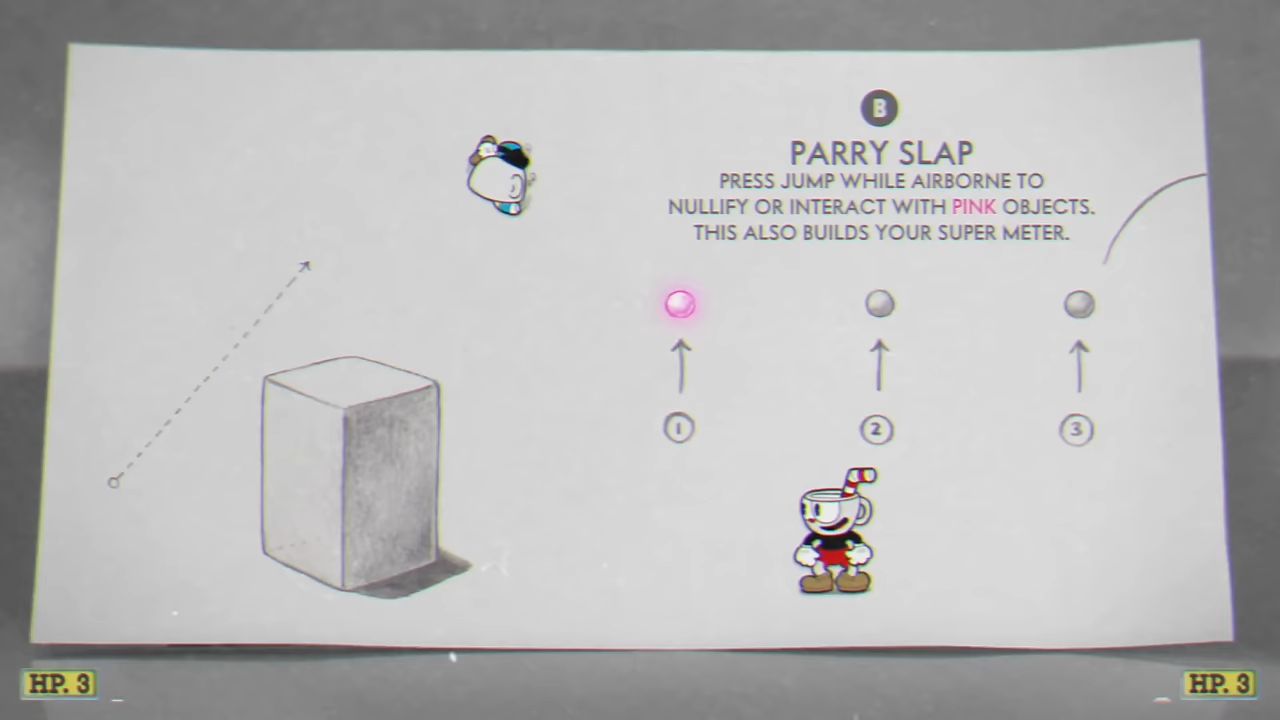 B
PARRY SLAP
PRESS JUMP WHILE AIRBORNE TO
NULLIFY OR INTERACT WITH PINK OBJECTS.
THIS ALSO BUILDS YOUR SUPER METER.
1 2 3
HP. 3 HP. 3